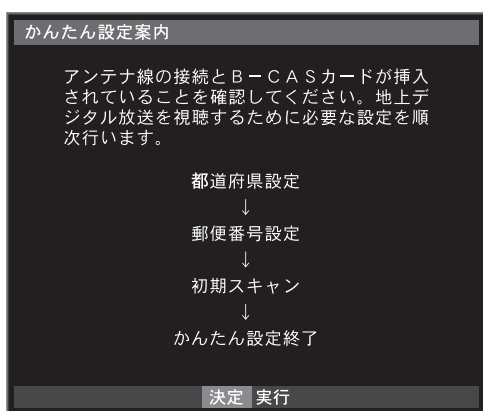 かんたん設定案内
アンテナ線の接続とB－CASカードが挿入
されていることを確認してください。地上デ
ジタル放送を視聴するために必要な設定を順
次行います。
都道府県設定
↓
郵便番号設定
↓
初期スキャン
↓
かんたん設定終了
決定 実行